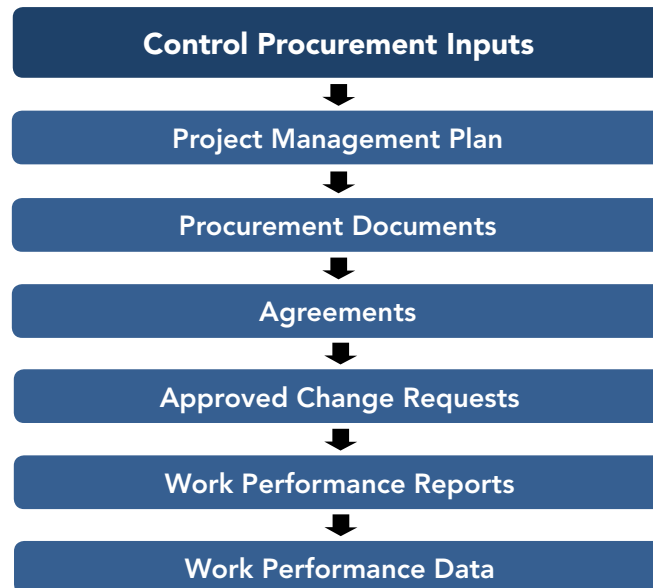 Control Procurement Inputs
Project Management Plan
Procurement Documents
Agreements
Approved Change Requests
Work Performance Reports
Work Performance Data